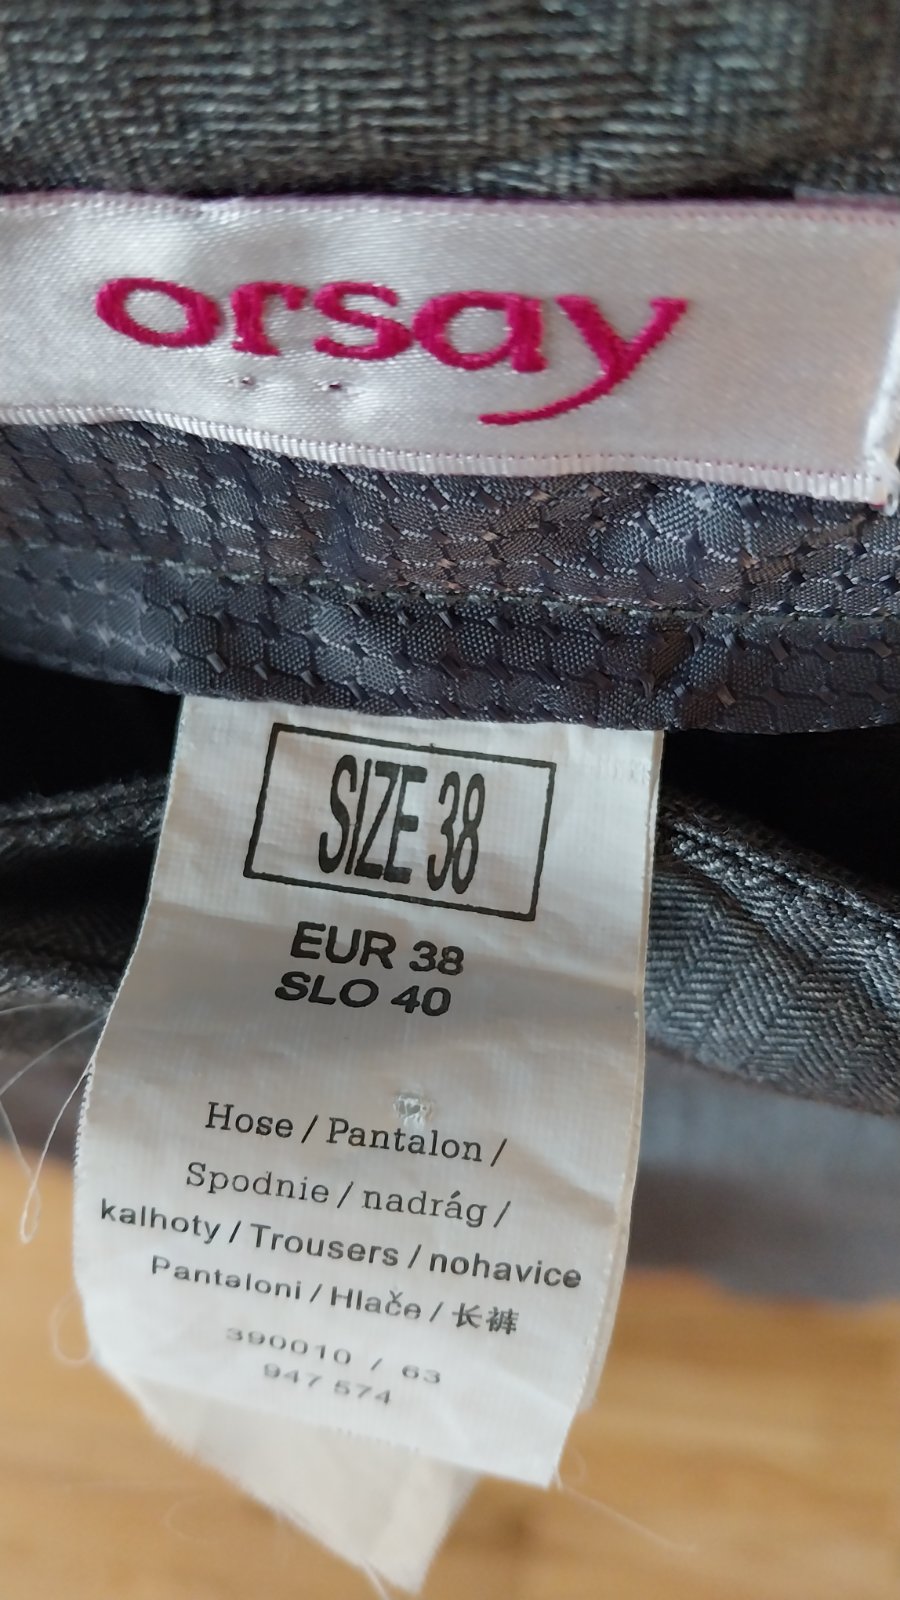 orsay
SIZE 38
EUR 38
SLO 40
Hose / Pantalon /
Spodnie / nadrág /
kalhoty / Trousers / nohavice
Pantaloni / Hlače / 长裤
390010 / 63
947 574